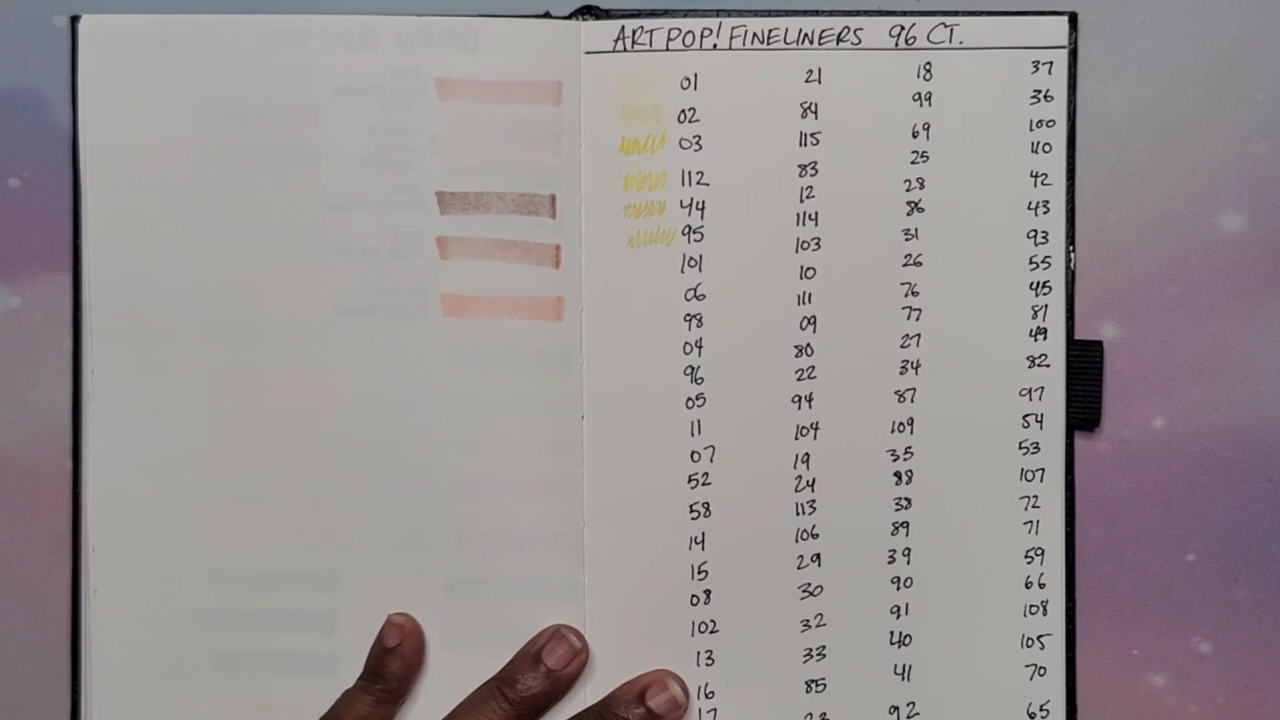 ARTPOP! FINELINERS 96 CT.
01 21 18 37
02 84 99 36
03 115 69 100
112 83 25 110
44 12 28 42
95 114 86 43
101 103 31 93
06 10 26 55
98 111 76 45
04 09 77 81
96 80 27 49
05 22 34 82
11 94 87 97
07 104 109 54
52 19 35 53
58 24 88 107
14 113 38 72
15 106 89 71
08 29 39 59
102 30 90 66
13 32 91 108
16 33 40 105
17 85 41 70
92 65